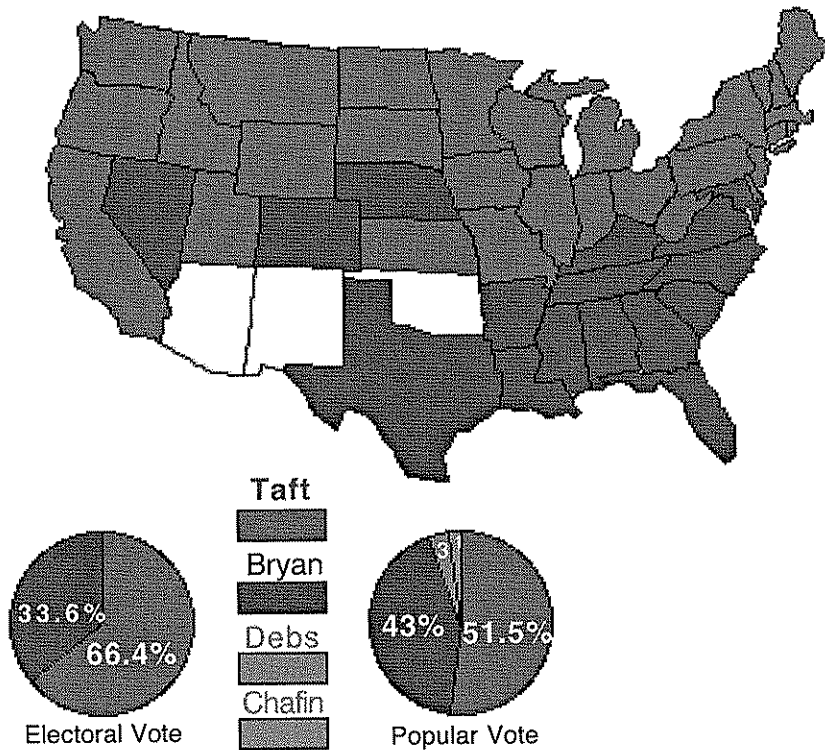 Taft
Bryan
Debs
Chafin
33.6%
66.4%
Electoral Vote
3
43%
51.5%
Popular Vote